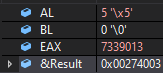 AL 5 '\x5'
BL 0 '\0'
EAX 7339013
&Result 0x00274003